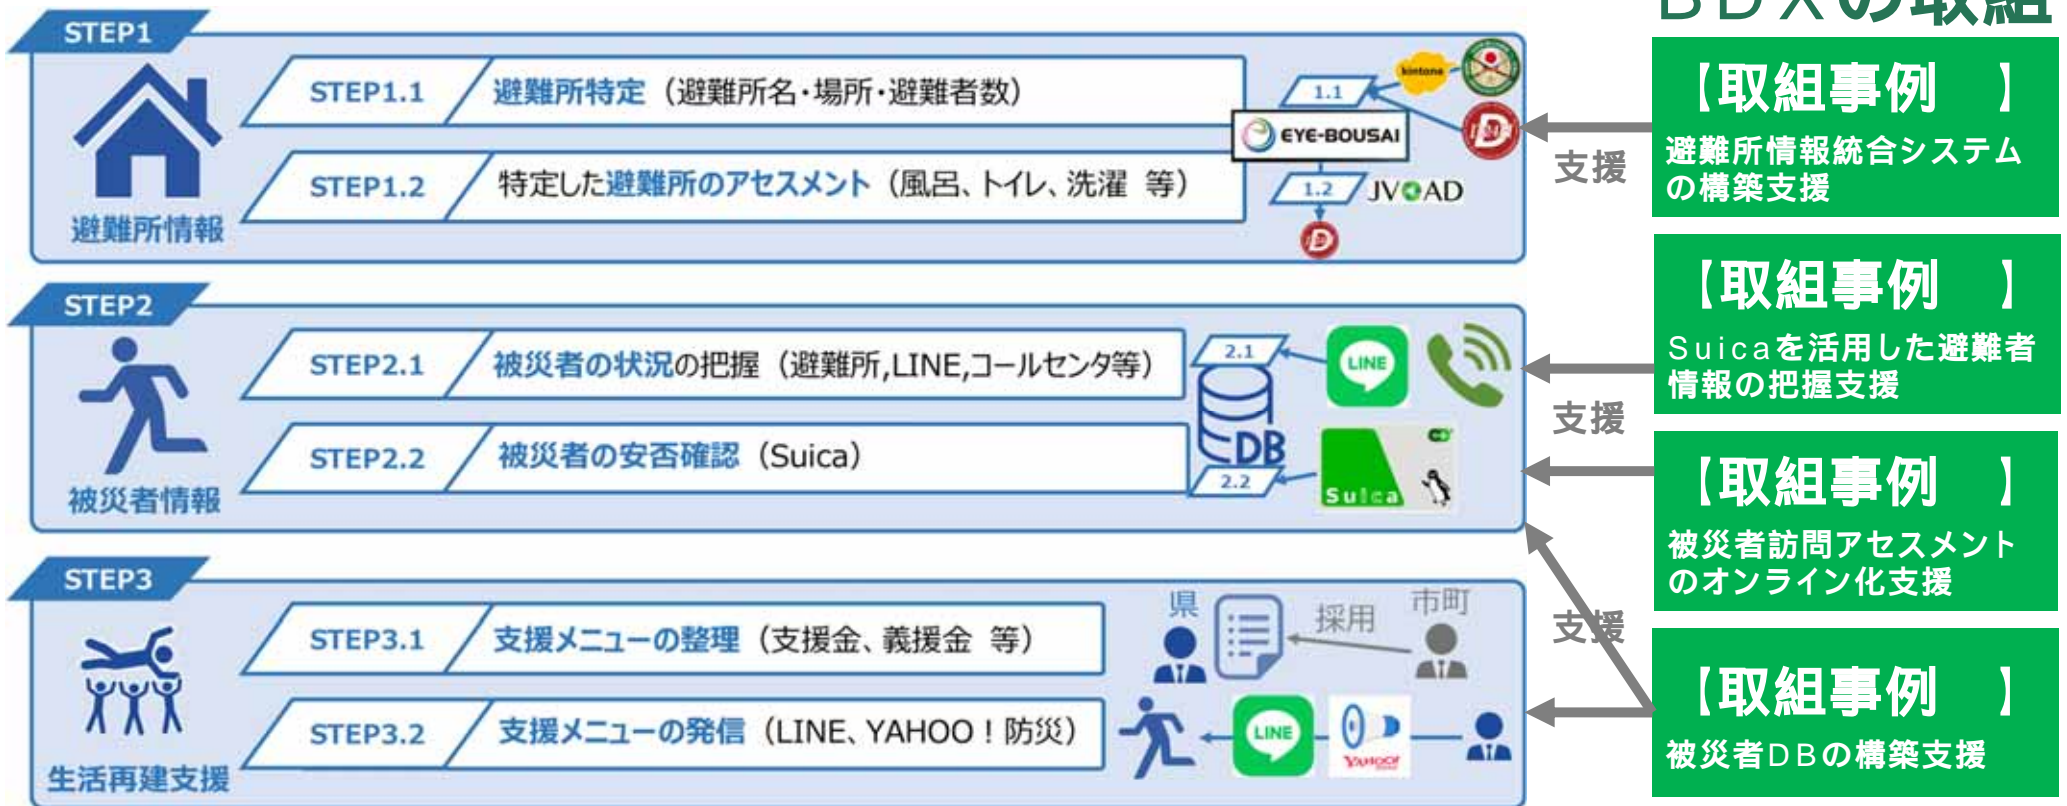 BDXの取組
STEP1
STEP1.1
避難所特定（避難所名・場所・避難者数）
1.1
kintone
EYE-BOUSAI
STEP1.2
特定した避難所のアセスメント（風呂、トイレ、洗濯 等）
1.2
JVOAD
避難所情報
支援
【取組事例　】
避難所情報統合システム
の構築支援
STEP2
STEP2.1
被災者の状況の把握（避難所,LINE,コールセンタ等）
2.1
LINE
STEP2.2
被災者の安否確認（Suica）
DB
2.2
Suica
被災者情報
支援
【取組事例　】
Suicaを活用した避難者
情報の把握支援
【取組事例　】
被災者訪問アセスメント
のオンライン化支援
STEP3
STEP3.1
支援メニューの整理（支援金、義援金 等）
県
採用
市町
STEP3.2
支援メニューの発信（LINE、YAHOO！防災）
LINE
YAHOO!
生活再建支援
支援
【取組事例　】
被災者DBの構築支援